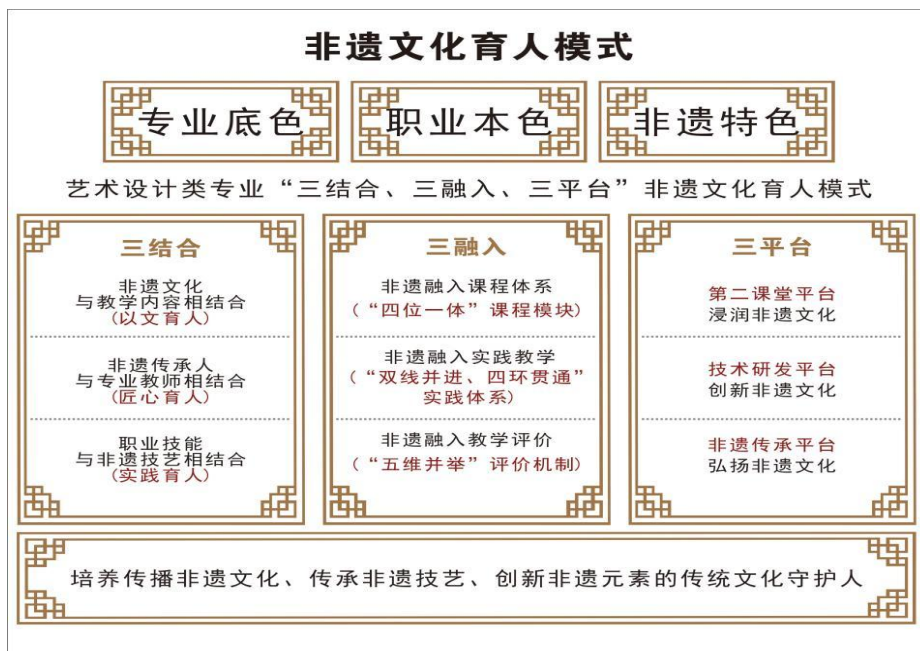 非遗文化育人模式
专业底色
职业本色
非遗特色
艺术设计类专业“三结合、三融入、三平台”非遗文化育人模式
三结合
非遗文化
与教学内容相结合
(以文育人)
非遗传承人
与专业教师相结合
(匠心育人)
职业技能
与非遗技艺相结合
(实践育人)
三融入
非遗融入课程体系
(“四位一体”课程模块)
非遗融入实践教学
(“双线并进、四环贯通”
实践体系)
非遗融入教学评价
(“五维并举”评价机制)
三平台
第二课堂平台
浸润非遗文化
技术研发平台
创新非遗文化
非遗传承平台
弘扬非遗文化
培养传播非遗文化、传承非遗技艺、创新非遗元素的传统文化守护人